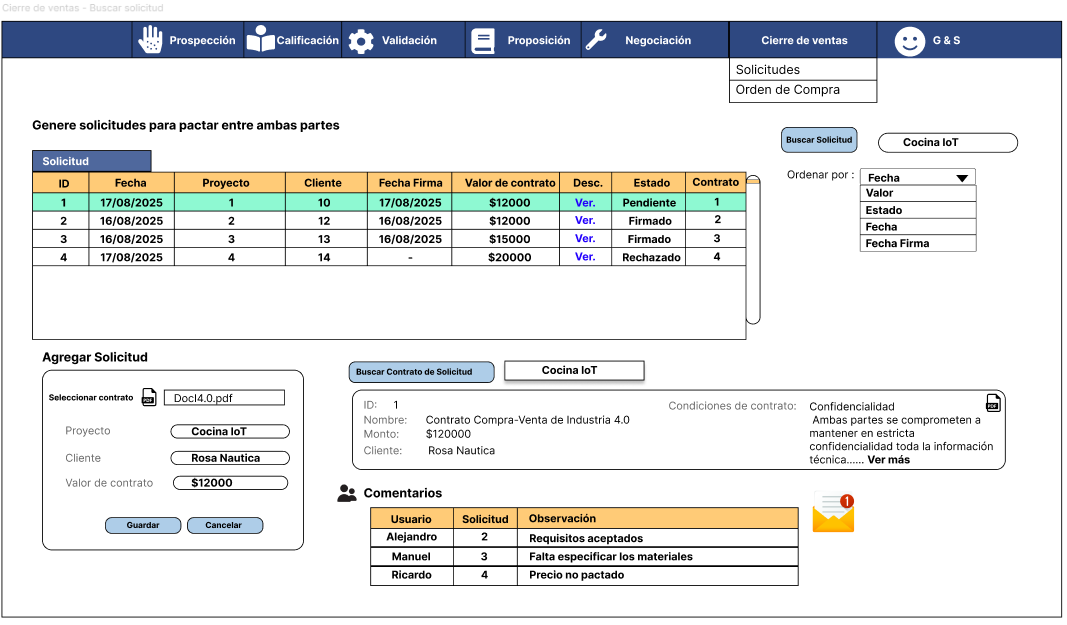 Cierre de ventas - Buscar solicitud
Prospección Calificación Validación Proposición Negociación Cierre de ventas G & S
Solicitudes
Orden de Compra
Genere solicitudes para pactar entre ambas partes
Buscar Solicitud Cocina IoT
Solicitud
Ordenar por : Fecha
Valor
Estado
Fecha
Fecha Firma
ID Fecha Proyecto Cliente Fecha Firma Valor de contrato Desc. Estado Contrato
1 17/08/2025 1 10 17/08/2025 $12000 Ver. Pendiente 1
2 16/08/2025 2 12 16/08/2025 $12000 Ver. Firmado 2
3 16/08/2025 3 13 16/08/2025 $15000 Ver. Firmado 3
4 17/08/2025 4 14 - $20000 Ver. Rechazado 4
Agregar Solicitud
Seleccionar contrato PDF DocI4.0.pdf
Proyecto Cocina IoT
Cliente Rosa Nautica
Valor de contrato $12000
Guardar Cancelar
Buscar Contrato de Solicitud Cocina IoT
ID: 1
Nombre: Contrato Compra-Venta de Industria 4.0
Monto: $120000
Cliente: Rosa Nautica
Condiciones de contrato: Confidencialidad PDF
Ambas partes se comprometen a
mantener en estricta
confidencialidad toda la información
técnica...... Ver más
Comentarios
Usuario Solicitud Observación
Alejandro 2 Requisitos aceptados
Manuel 3 Falta especificar los materiales
Ricardo 4 Precio no pactado
1